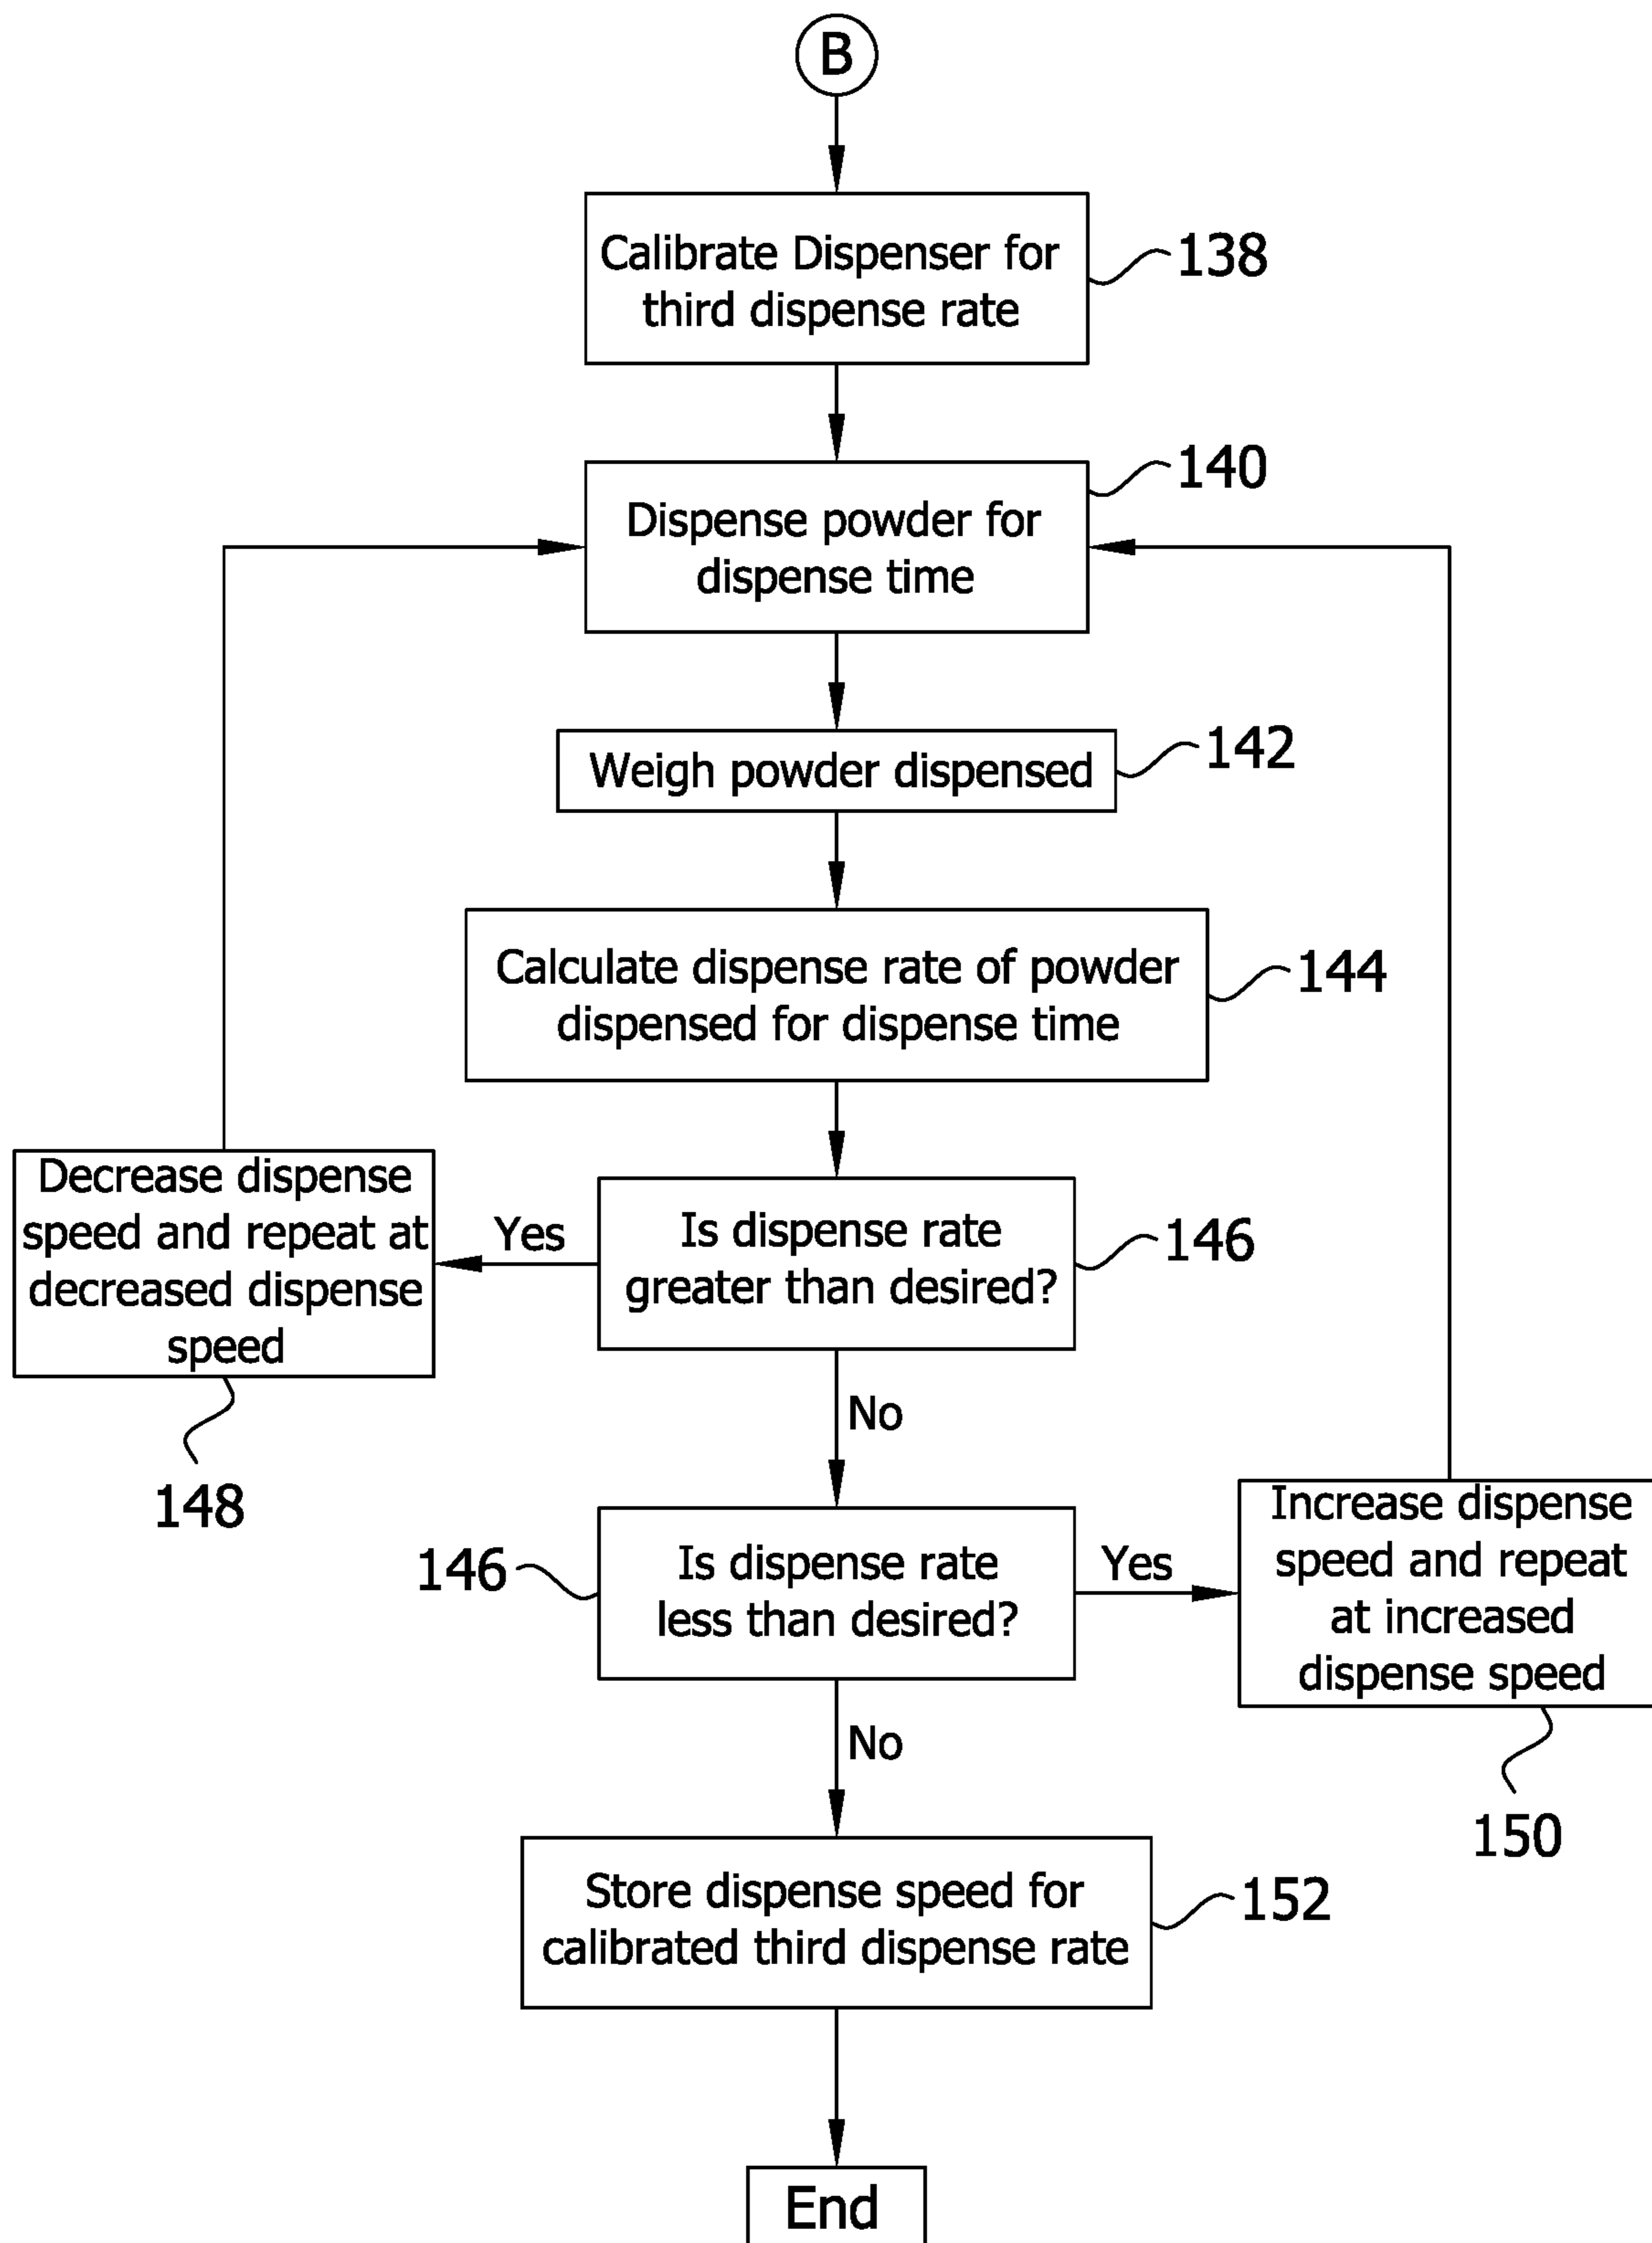 B
Calibrate Dispenser for
third dispense rate
138
140
Dispense powder for
dispense time
142
Weigh powder dispensed
Calculate dispense rate of powder
dispensed for dispense time
144
Decrease dispense
speed and repeat at
decreased dispense
speed
148
Yes
Is dispense rate
greater than desired?
146
No
146
Is dispense rate
less than desired?
Yes
Increase dispense
speed and repeat
at increased
dispense speed
150
No
Store dispense speed for
calibrated third dispense rate
152
End